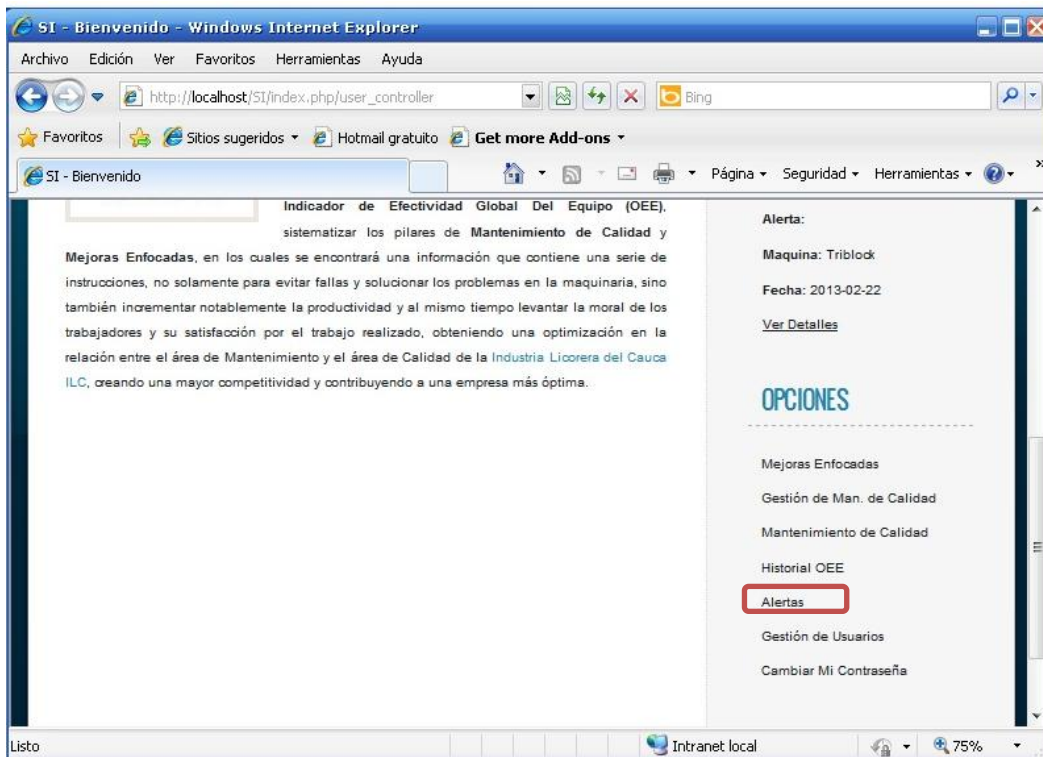 SI - Bienvenido - Windows Internet Explorer
Archivo Edición Ver Favoritos Herramientas Ayuda
http://localhost/SI/index.php/user_controller
Bing
Favoritos Sitios sugeridos Hotmail gratuito Get more Add-ons
SI - Bienvenido
Página Seguridad Herramientas
Indicador de Efectividad Global Del Equipo (OEE),
sistematizar los pilares de Mantenimiento de Calidad y
Mejoras Enfocadas, en los cuales se encontrará una información que contiene una serie de
instrucciones, no solamente para evitar fallas y solucionar los problemas en la maquinaria, sino
también incrementar notablemente la productividad y al mismo tiempo levantar la moral de los
trabajadores y su satisfacción por el trabajo realizado, obteniendo una optimización en la
relación entre el área de Mantenimiento y el área de Calidad de la Industria Licorera del Cauca
ILC, creando una mayor competitividad y contribuyendo a una empresa más óptima.
Alerta:
Maquina: Triblock
Fecha: 2013-02-22
Ver Detalles
OPCIONES
Mejoras Enfocadas
Gestión de Man. de Calidad
Mantenimiento de Calidad
Historial OEE
Alertas
Gestión de Usuarios
Cambiar Mi Contraseña
Listo
Intranet local
75%